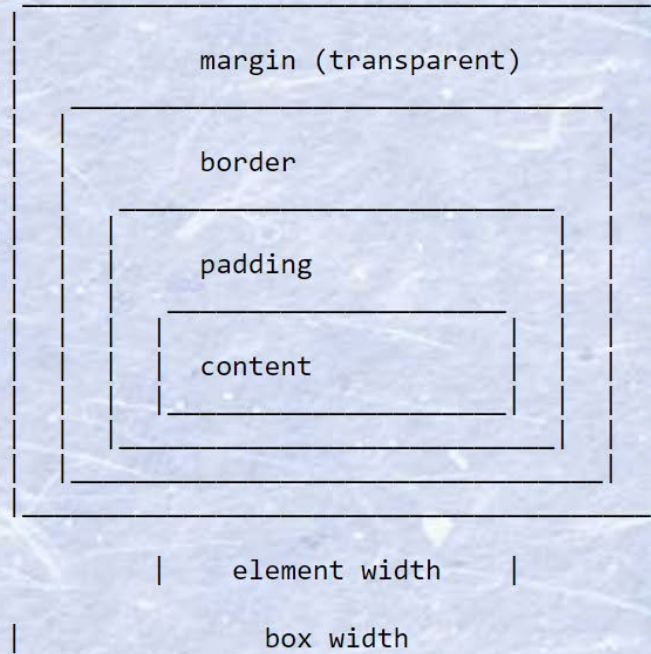 margin (transparent)
border
padding
content
element width
box width